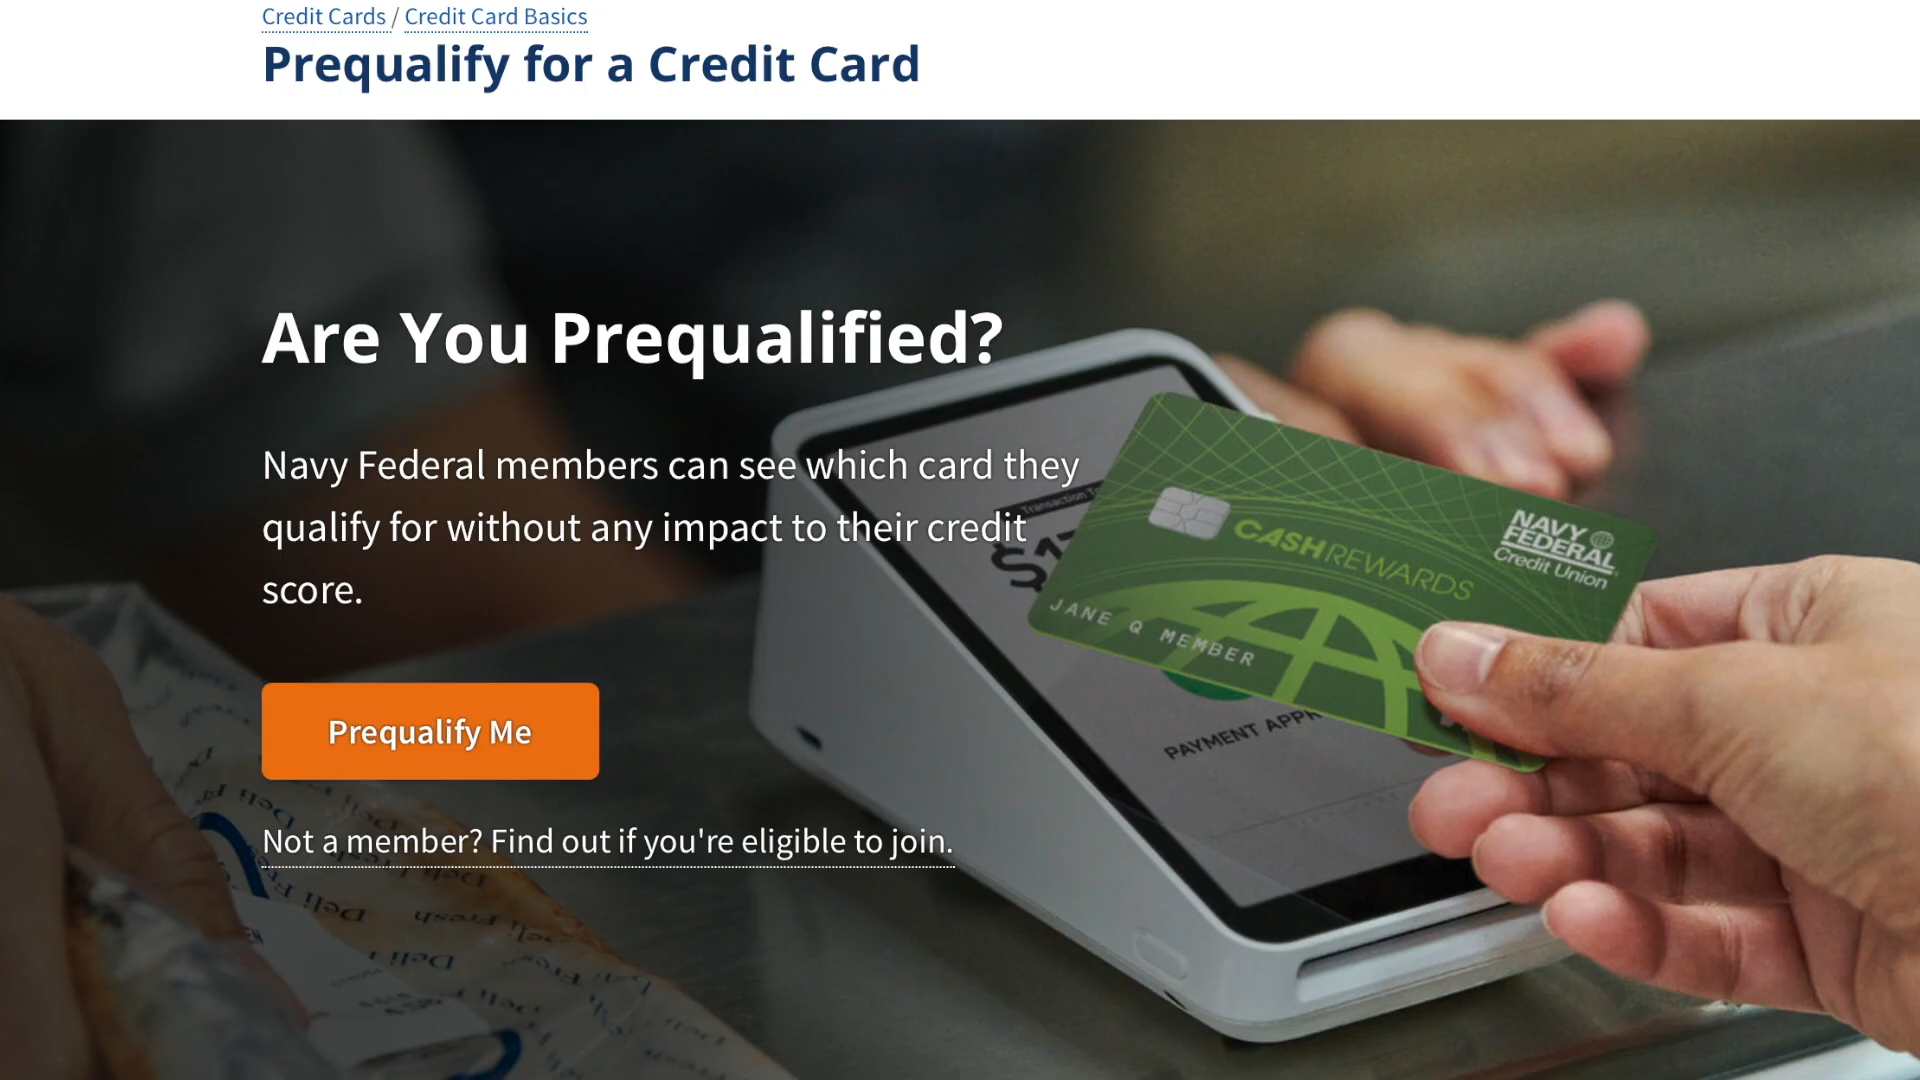 Credit Cards / Credit Card Basics
Prequalify for a Credit Card
Are You Prequalified?
Navy Federal members can see which card they
qualify for without any impact to their credit
score.
Prequalify Me
Not a member? Find out if you're eligible to join.
NAVY
FEDERAL
Credit Union
CASHREWARDS
JANE Q MEMBER
PAYMENT
Deli Fresh